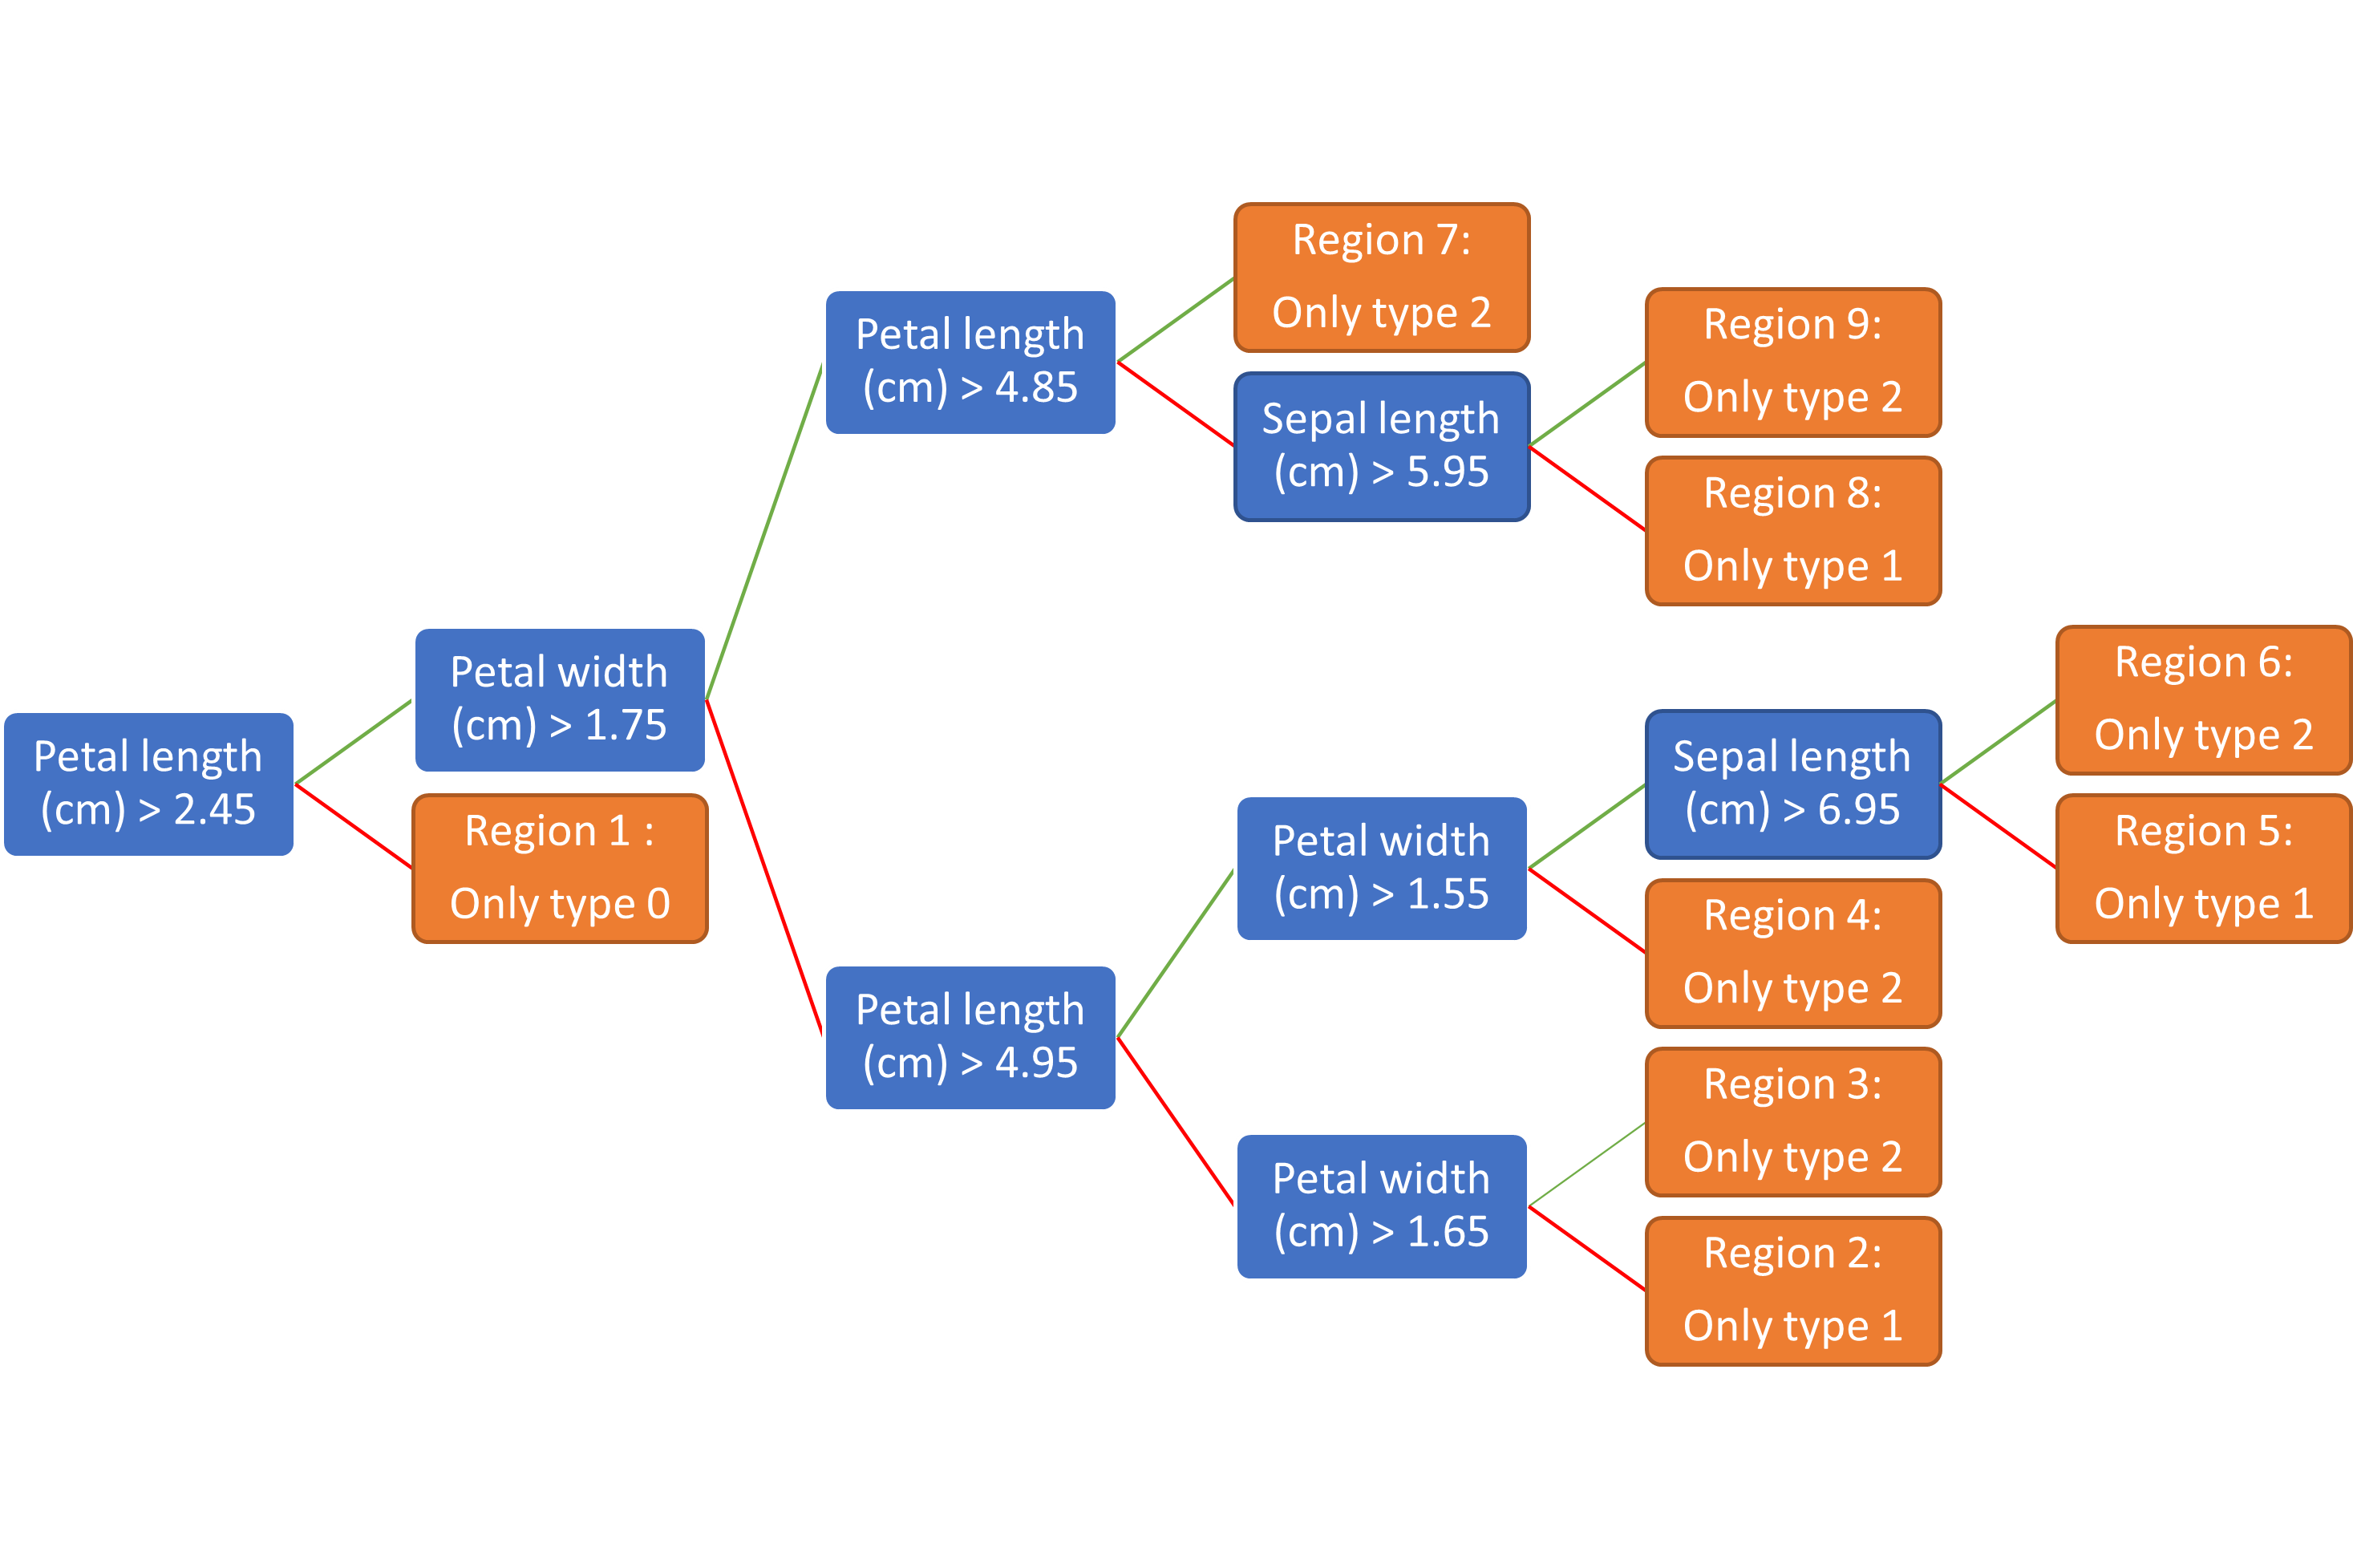 Petal length
(cm) > 2.45
Petal width
(cm) > 1.75
Region 1 :
Only type 0
Petal length
(cm) > 4.85
Petal length
(cm) > 4.95
Region 7:
Only type 2
Sepal length
(cm) > 5.95
Petal width
(cm) > 1.55
Petal width
(cm) > 1.65
Region 9:
Only type 2
Region 8:
Only type 1
Sepal length
(cm) > 6.95
Region 4:
Only type 2
Region 3:
Only type 2
Region 2:
Only type 1
Region 6:
Only type 2
Region 5:
Only type 1